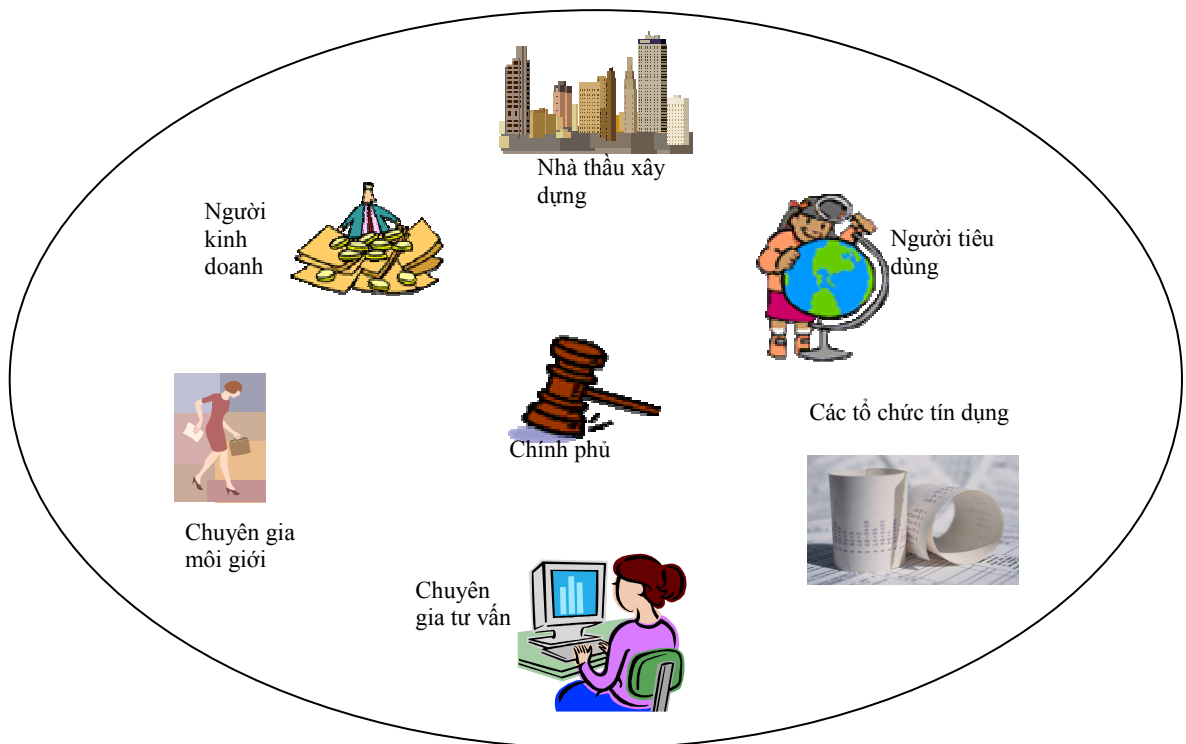 Nhà thầu xây
dựng
Người
kinh
doanh
Người tiêu
dùng
Các tổ chức tín dụng
Chính phủ
Chuyên gia
môi giới
Chuyên
gia tư vấn